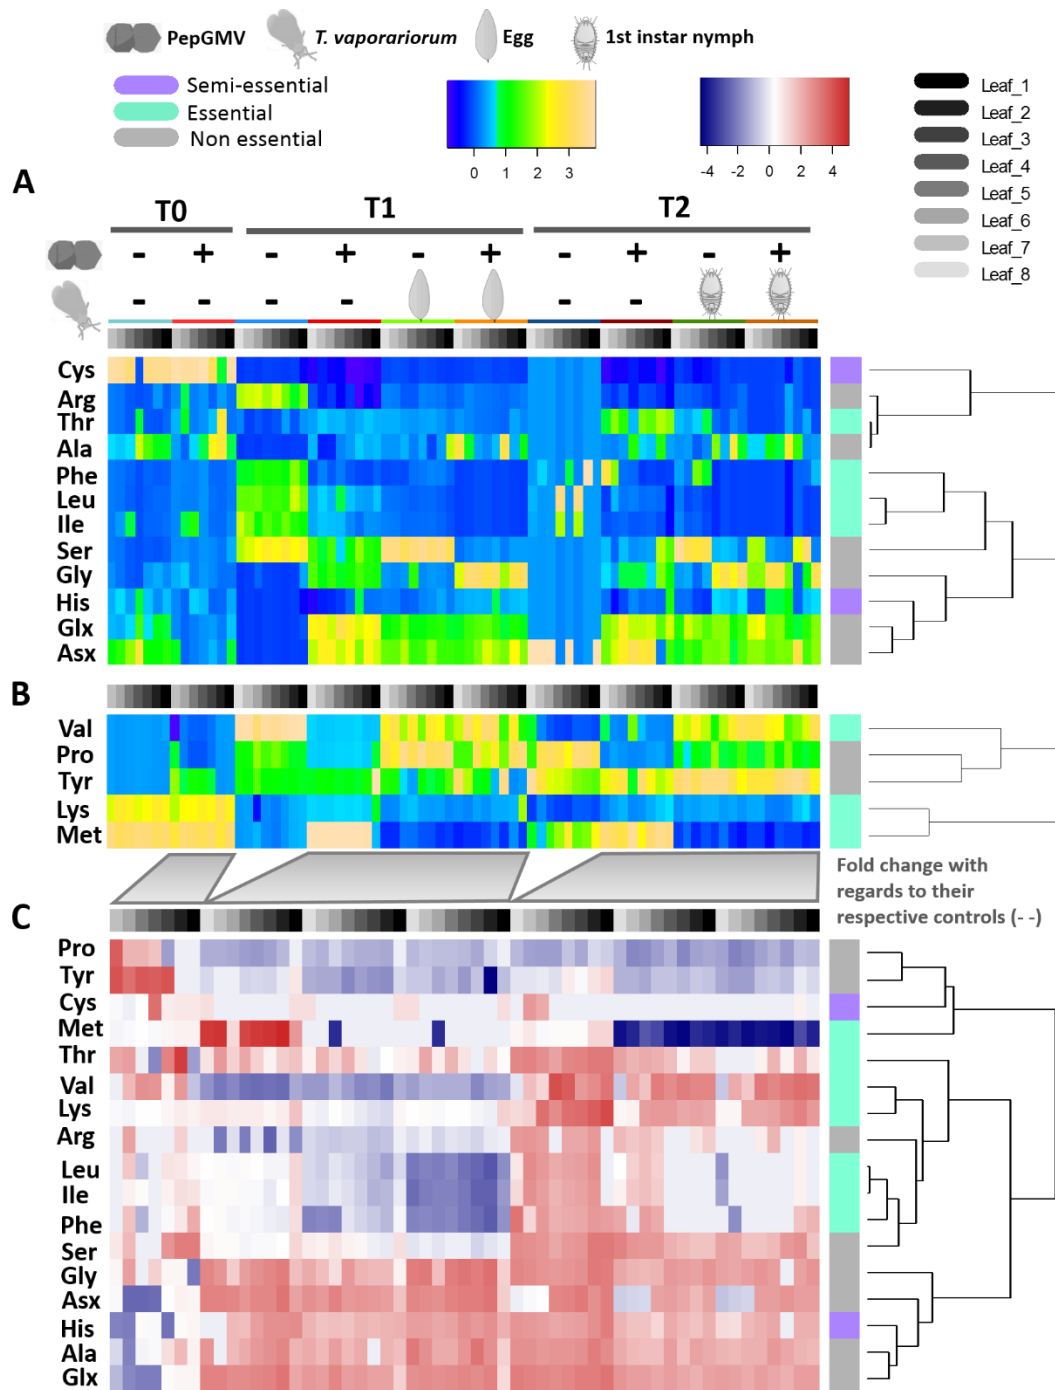 PepGMV
T. vaporariorum
Egg
1st instar nymph
Semi-essential
Essential
Non essential
0 1 2 3
-4 -2 0 2 4
Leaf_1
Leaf_2
Leaf_3
Leaf_4
Leaf_5
Leaf_6
Leaf_7
Leaf_8
A
T0 T1 T2
- + - + - + - + - +
- - - - - -
Cys
Arg
Thr
Ala
Phe
Leu
Ile
Ser
Gly
His
Glx
Asx
B
Val
Pro
Tyr
Lys
Met
Fold change with
regards to their
respective controls (- -)
C
Pro
Tyr
Cys
Met
Thr
Val
Lys
Arg
Leu
Ile
Phe
Ser
Gly
Asx
His
Ala
Glx